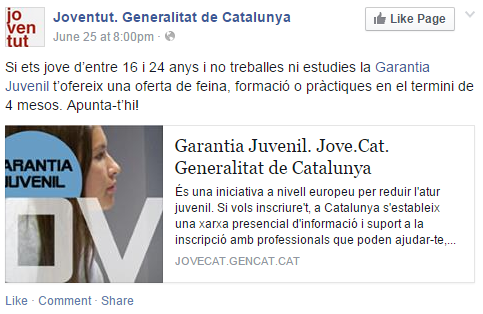 jo
ven
tut
Joventut. Generalitat de Catalunya
June 25 at 8:00pm ·
Like Page
Si ets jove d'entre 16 i 24 anys i no treballes ni estudies la Garantia
Juvenil t'ofereix una oferta de feina, formació o pràctiques en el termini de
4 mesos. Apunta-t'hi!
GARANTIA
JUVENIL
OV
Garantia Juvenil. Jove.Cat.
Generalitat de Catalunya
És una iniciativa a nivell europeu per reduir l'atur
juvenil. Si vols inscriure't, a Catalunya s'estableix
una xarxa presencial d'informació i suport a la
inscripció amb professionals que poden ajudar-te,...
JOVECAT.GENCAT.CAT
Like · Comment · Share